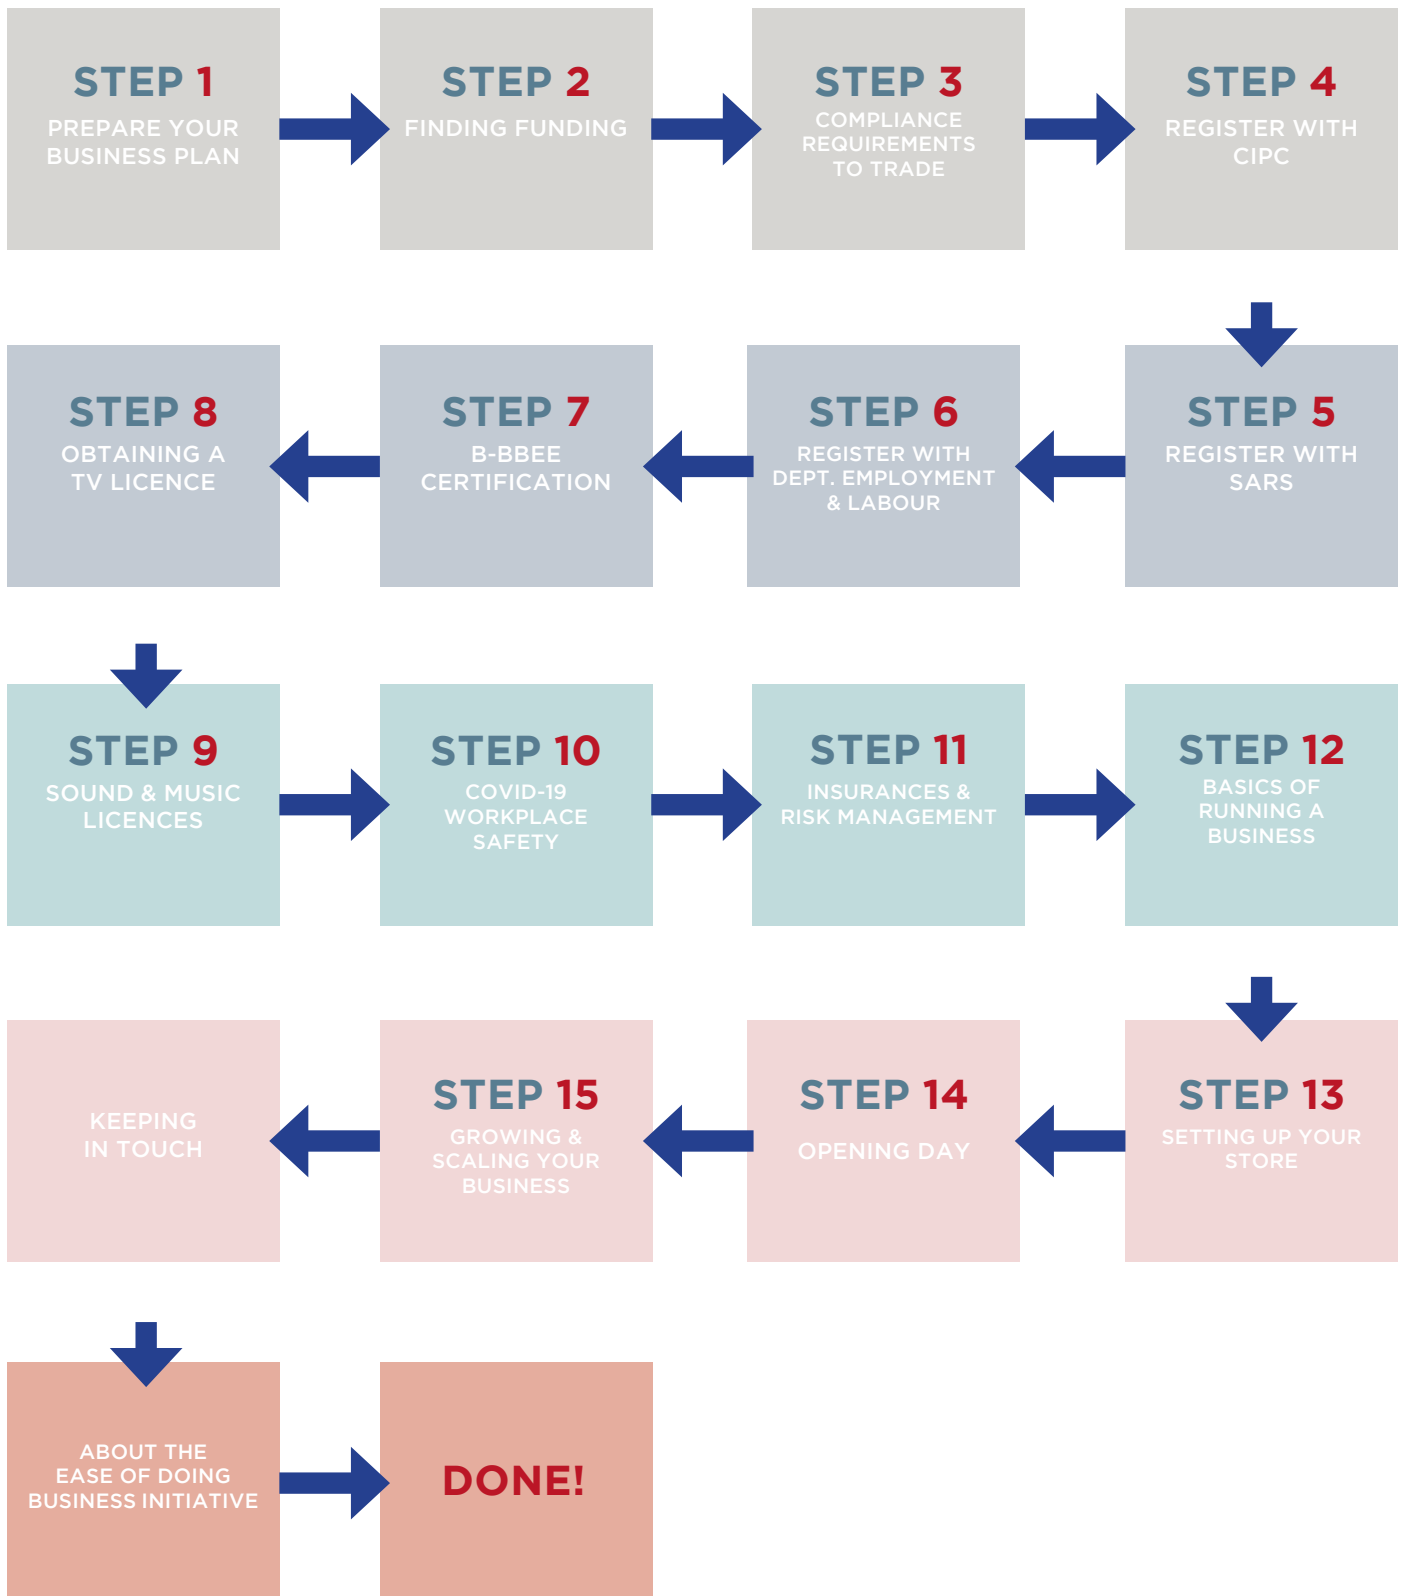 STEP 1
PREPARE YOUR
BUSINESS PLAN
STEP 2
FINDING FUNDING
STEP 3
COMPLIANCE
REQUIREMENTS
TO TRADE
STEP 4
REGISTER WITH
CIPC
STEP 5
REGISTER WITH
SARS
STEP 6
REGISTER WITH
DEPT. EMPLOYMENT
& LABOUR
STEP 7
B-BBEE
CERTIFICATION
STEP 8
OBTAINING A
TV LICENCE
STEP 9
SOUND & MUSIC
LICENCES
STEP 10
COVID-19
WORKPLACE
SAFETY
STEP 11
INSURANCES &
RISK MANAGEMENT
STEP 12
BASICS OF
RUNNING A
BUSINESS
STEP 13
SETTING UP YOUR
STORE
STEP 14
OPENING DAY
STEP 15
GROWING &
SCALING YOUR
BUSINESS
KEEPING
IN TOUCH
ABOUT THE
EASE OF DOING
BUSINESS INITIATIVE
DONE!